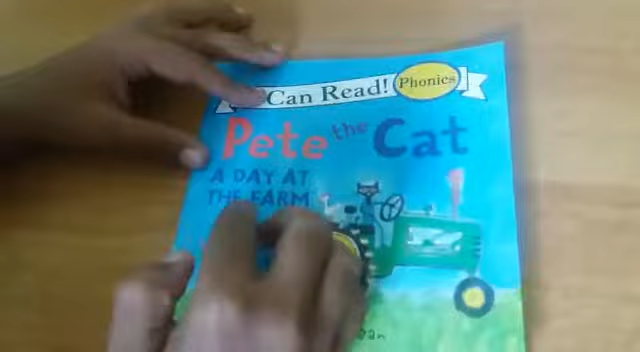 Can Read! Phonics
Pete the Cat
A DAY AT
THE FARM